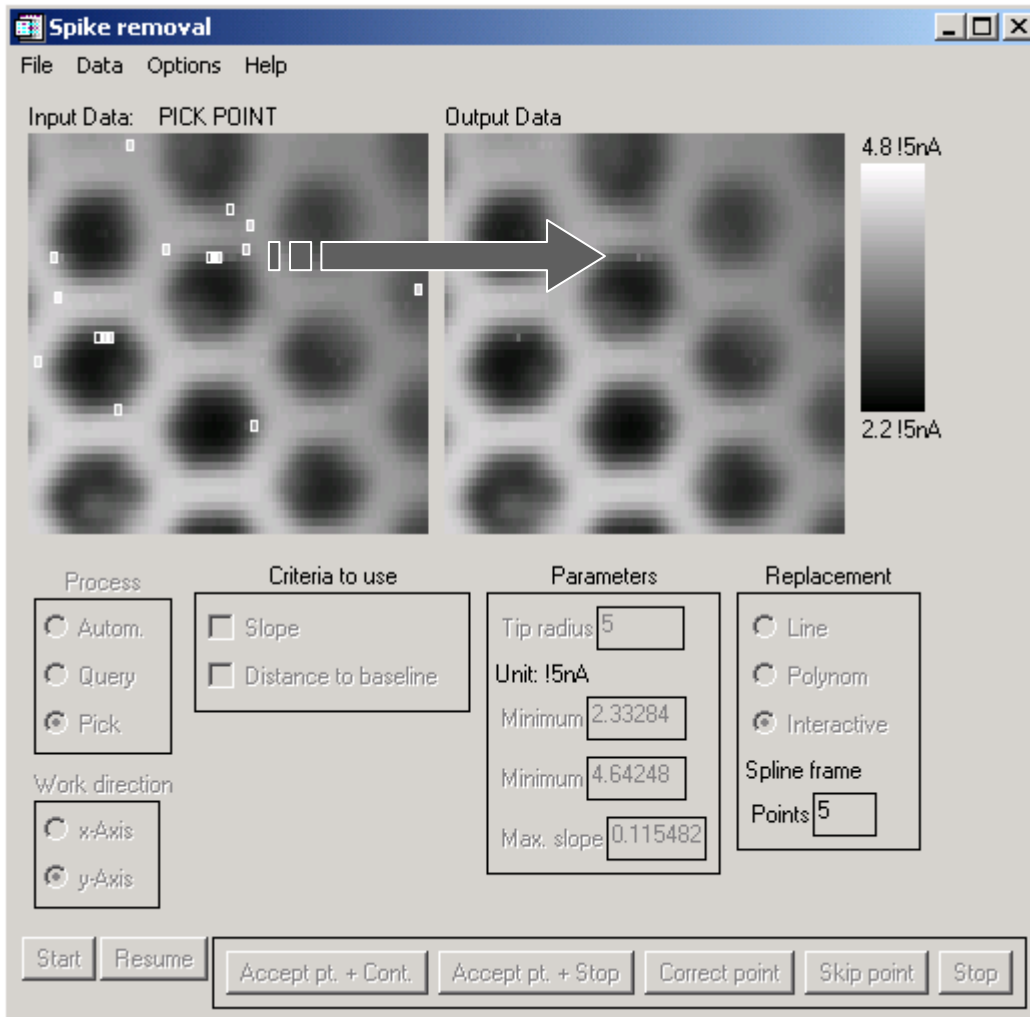 Spike removal
File Data Options Help
Input Data: PICK POINT
Output Data
4.8 !5nA
2.2 !5nA
Process
Autom.
Query
Pick
Work direction
x-Axis
y-Axis
Criteria to use
Slope
Distance to baseline
Parameters
Tip radius 5
Unit: !5nA
Minimum 2.33284
Minimum 4.64248
Max. slope 0.115482
Replacement
Line
Polynom
Interactive
Spline frame
Points 5
Start Resume Accept pt. + Cont. Accept pt. + Stop Correct point Skip point Stop